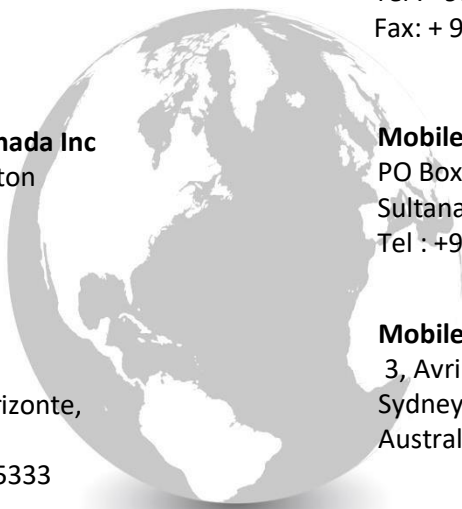 Fax: + 9
nada Inc
ton
rizonte,
5333
Mobile
PO Box
Sultana
Tel : +9
Mobile
3, Avri
Sydney
Austral